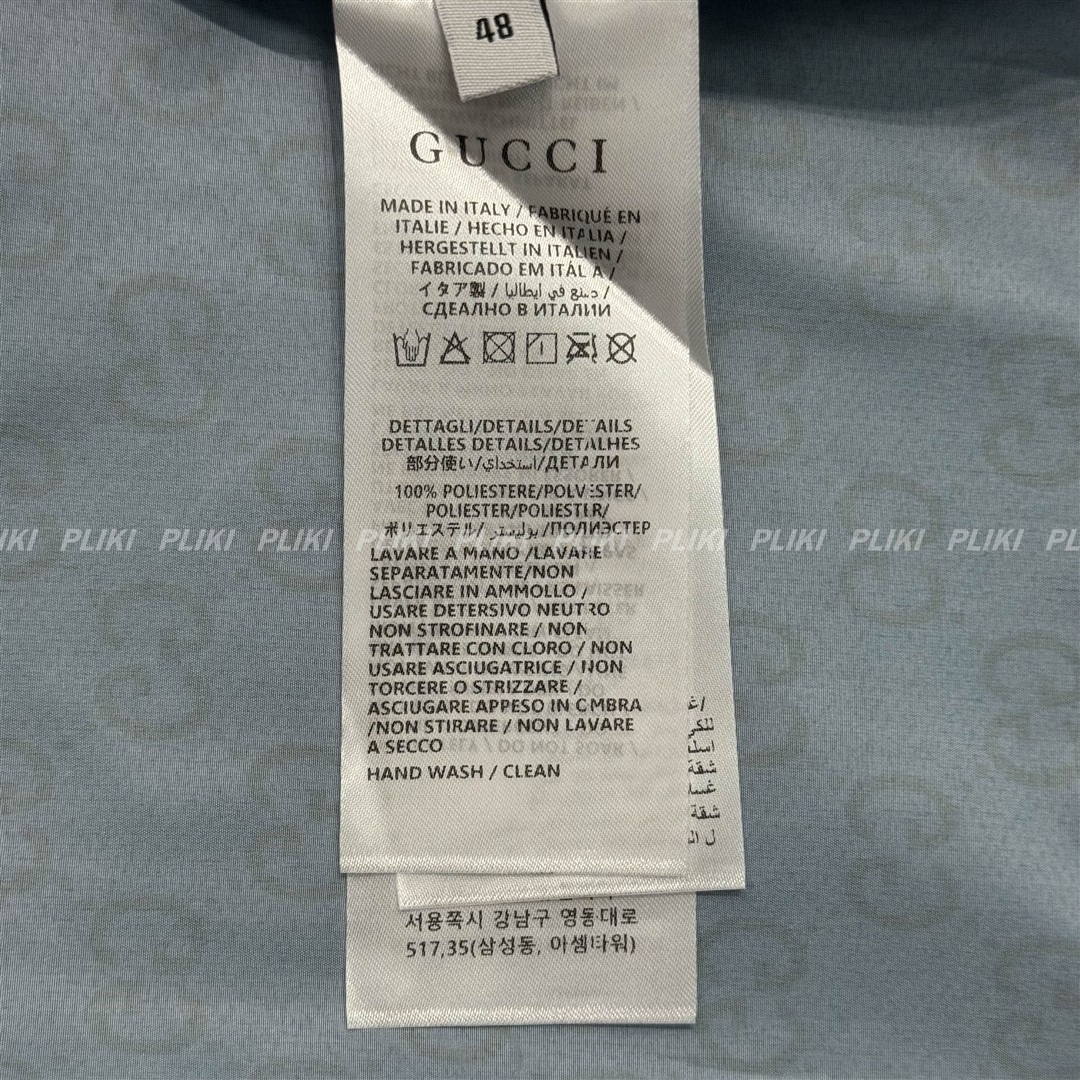 48
GUCCI
MADE IN ITALY / FABRIQUÉ EN
ITALIE / HECHO EN ITALIA /
HERGESTELLT IN ITALIEN /
FABRICADO EM ITÁL A /
イタア製 / صنع في ايطاليا /
СДЕАЛНО В ИТАЛИИ
DETTAGLI/DETAILS/DETAILS
DETALLES DETAILS/DETALHES
部分使い/استخداي/ДЕТАЛИ
100% POLIESTERE/POLYESTER/
POLIESTER/POLIESTER/
ポリエステル/ بوليستر /ПОЛИЭСТЕР
PLIKI PLIKI PLIKI PLIKI PLIKI PLIKI PLIKI PLIKI PLIKI PLIKI
LAVARE A MANO /LAVARE
SEPARATAMENTE/NON
LASCIARE IN AMMOLLO /
USARE DETERSIVO NEUTRO
NON STROFINARE / NON
TRATTARE CON CLORO / NON
USARE ASCIUGATRICE / NON
TORCERE O STRIZZARE /
ASCIUGARE APPESO IN OMBRA
/NON STIRARE / NON LAVARE
A SECCO
HAND WASH / CLEAN
شقة
شقة
서용쪽시 강남구 영동대로
517,35(삼성동, 아셈타워)